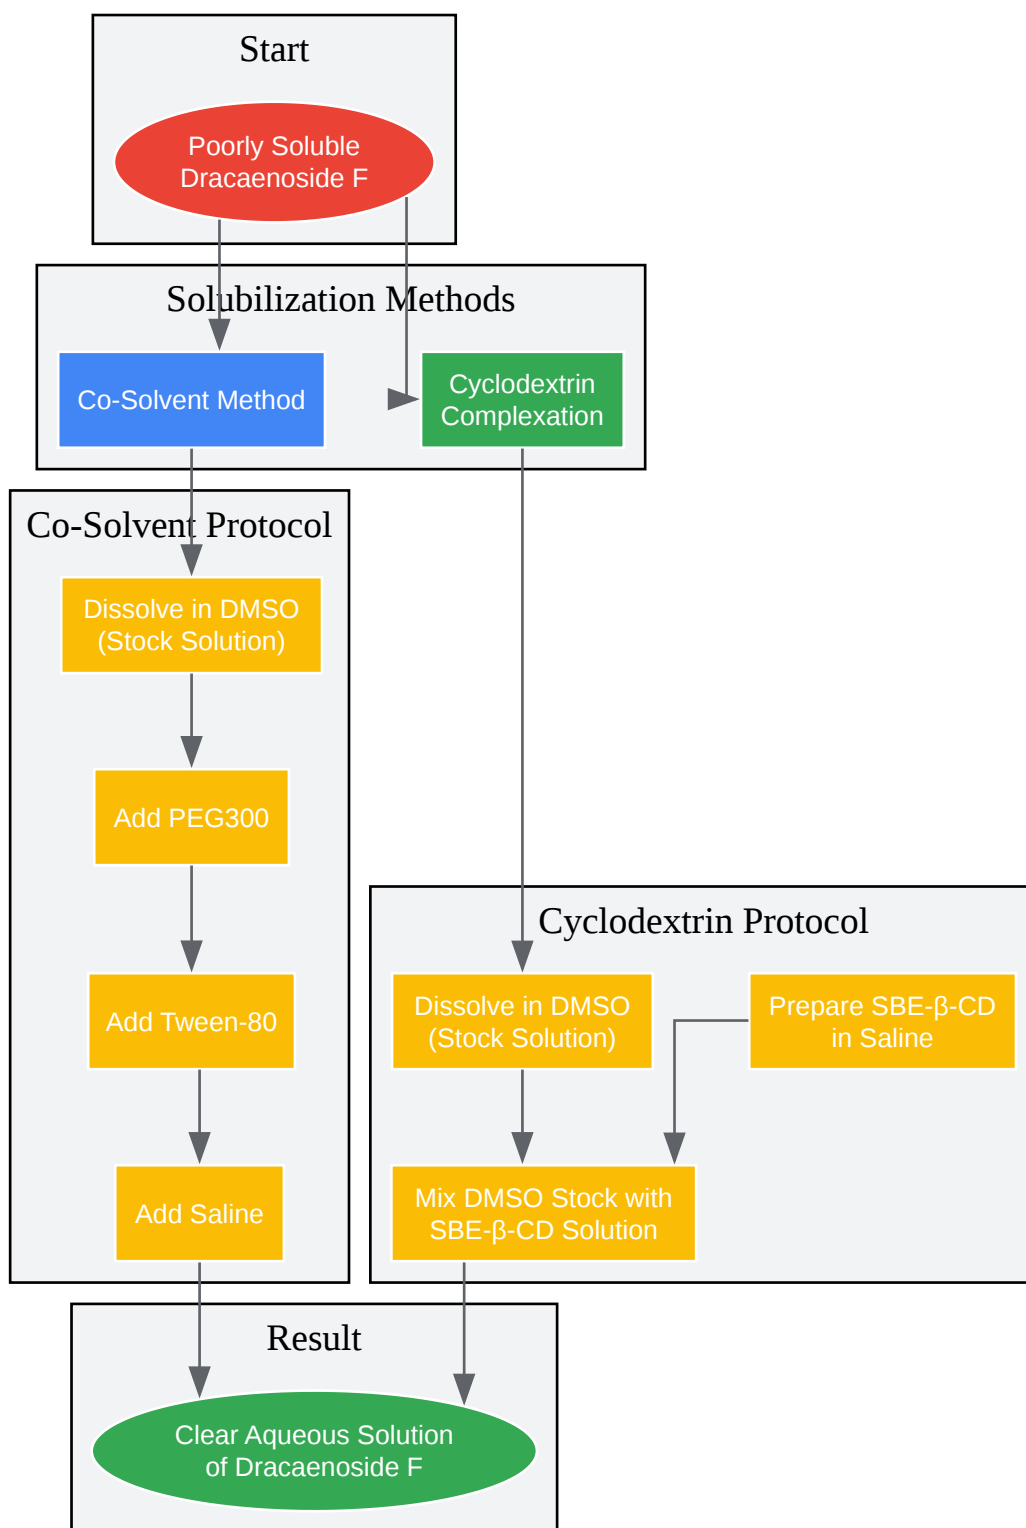 Start
Poorly Soluble
Dracaenoside F
Solubilization Methods
Co-Solvent Method
Cyclodextrin
Complexation
Co-Solvent Protocol
Dissolve in DMSO
(Stock Solution)
Add PEG300
Add Tween-80
Add Saline
Cyclodextrin Protocol
Dissolve in DMSO
(Stock Solution)
Prepare SBE-β-CD
in Saline
Mix DMSO Stock with
SBE-β-CD Solution
Result
Clear Aqueous Solution
of Dracaenoside F